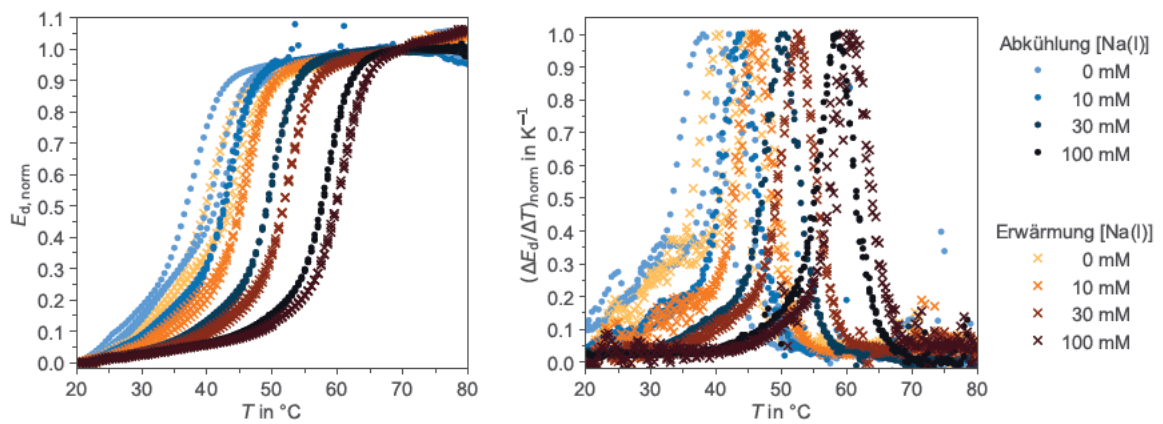 1.1
1.0
0.9
0.8
0.7
0.6
0.5
0.4
0.3
0.2
0.1
0.0
E_d,norm
20 30 40 50 60 70 80
T in °C
1.0
0.9
0.8
0.7
0.6
0.5
0.4
0.3
0.2
0.1
0.0
(ΔE_d/ΔT)_norm in K⁻¹
20 30 40 50 60 70 80
T in °C
Abkühlung [Na(I)]
0 mM
10 mM
30 mM
100 mM
Erwärmung [Na(I)]
0 mM
10 mM
30 mM
100 mM